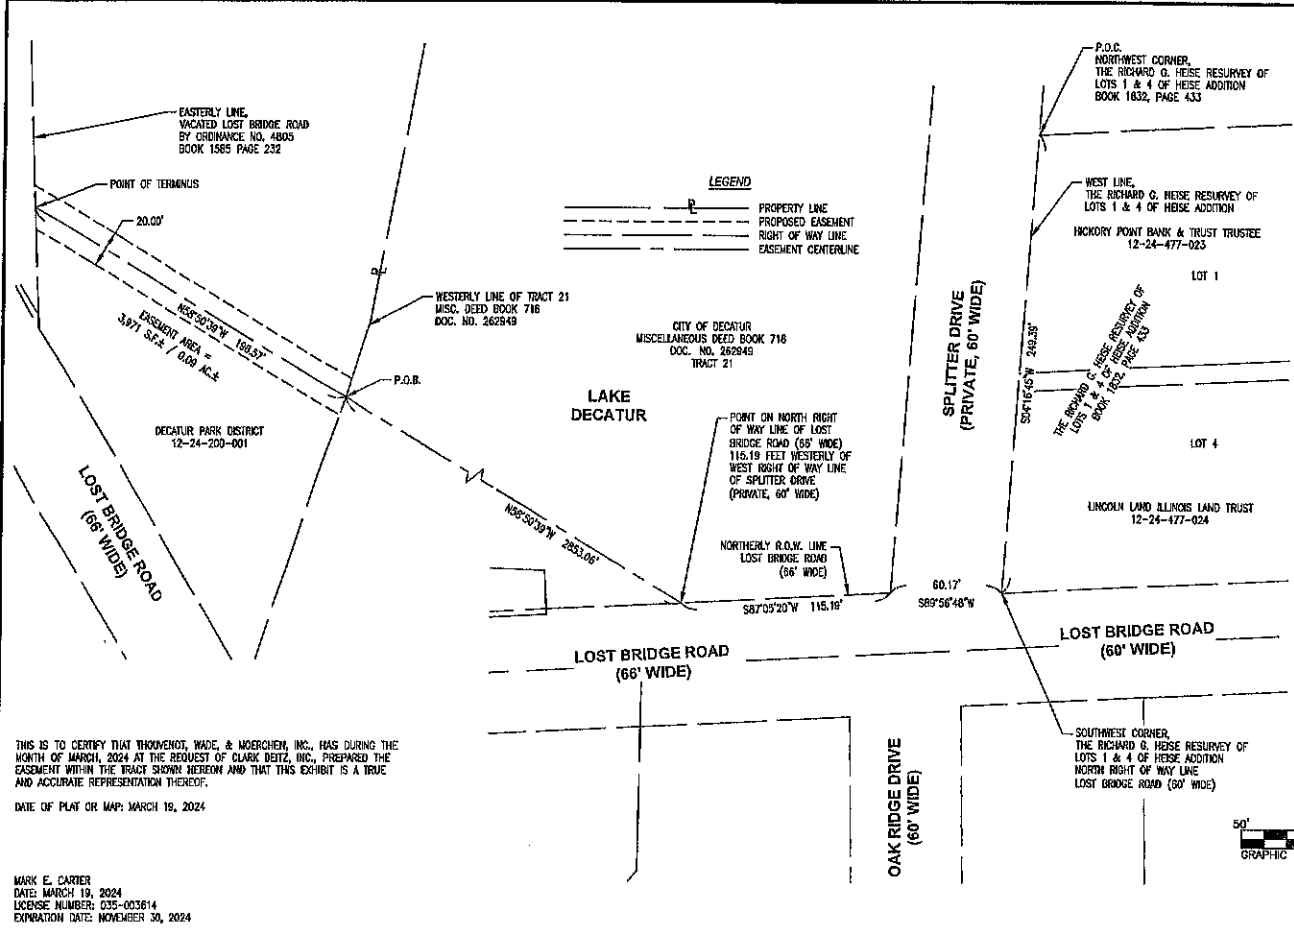 P.O.C.
NORTHWEST CORNER,
THE RICHARD G. HEISE RESURVEY OF
LOTS 1 & 4 OF HEISE ADDITION
BOOK 1832, PAGE 433
EASTERLY LINE,
VACATED LOST BRIDGE ROAD
BY ORDINANCE NO. 4805
BOOK 1585 PAGE 232
POINT OF TERMINUS
20.00'
LEGEND
PROPERTY LINE
PROPOSED EASEMENT
RIGHT OF WAY LINE
EASEMENT CENTERLINE
WEST LINE,
THE RICHARD G. HEISE RESURVEY OF
LOTS 1 & 4 OF HEISE ADDITION
HICKORY POINT BANK & TRUST TRUSTEE
12-24-477-023
LOT 1
WESTERLY LINE OF TRACT 21
MISC. DEED BOOK 716
DOC. NO. 262949
CITY OF DECATUR
MISCELLANEOUS DEED BOOK 716
DOC. NO. 262949
TRACT 21
SPLITTER DRIVE
(PRIVATE, 60' WIDE)
S04°16'45"W 249.39'
THE RICHARD G. HEISE RESURVEY OF
LOTS 1 & 4 OF HEISE ADDITION
BOOK 1832, PAGE 433
N58°50'39"W 198.57'
EASEMENT AREA =
3,971 S.F.± / 0.09 AC.±
P.O.B.
LAKE
DECATUR
DECATUR PARK DISTRICT
12-24-200-001
POINT ON NORTH RIGHT
OF WAY LINE OF LOST
BRIDGE ROAD (66' WIDE)
115.19 FEET WESTERLY OF
WEST RIGHT OF WAY LINE
OF SPLITTER DRIVE
(PRIVATE, 60' WIDE)
LOT 4
LINCOLN LAND ILLINOIS LAND TRUST
12-24-477-024
LOST BRIDGE ROAD
(66' WIDE)
N58°50'39"W 2853.06'
NORTHERLY R.O.W. LINE
LOST BRIDGE ROAD
(66' WIDE)
60.17'
S89°56'48"W
S87°05'20"W 115.19'
LOST BRIDGE ROAD
(66' WIDE)
LOST BRIDGE ROAD
(60' WIDE)
SOUTHWEST CORNER,
THE RICHARD G. HEISE RESURVEY OF
LOTS 1 & 4 OF HEISE ADDITION
NORTH RIGHT OF WAY LINE
LOST BRIDGE ROAD (60' WIDE)
OAK RIDGE DRIVE
(60' WIDE)
THIS IS TO CERTIFY THAT THOUVENOT, WADE, & MOERCHEN, INC., HAS DURING THE
MONTH OF MARCH, 2024 AT THE REQUEST OF CLARK DEITZ, INC., PREPARED THE
EASEMENT WITHIN THE TRACT SHOWN HEREON AND THAT THIS EXHIBIT IS A TRUE
AND ACCURATE REPRESENTATION THEREOF.
DATE OF PLAT OR MAP: MARCH 19, 2024
50'
GRAPHIC
MARK E. CARTER
DATE: MARCH 19, 2024
LICENSE NUMBER: 035-003614
EXPIRATION DATE: NOVEMBER 30, 2024